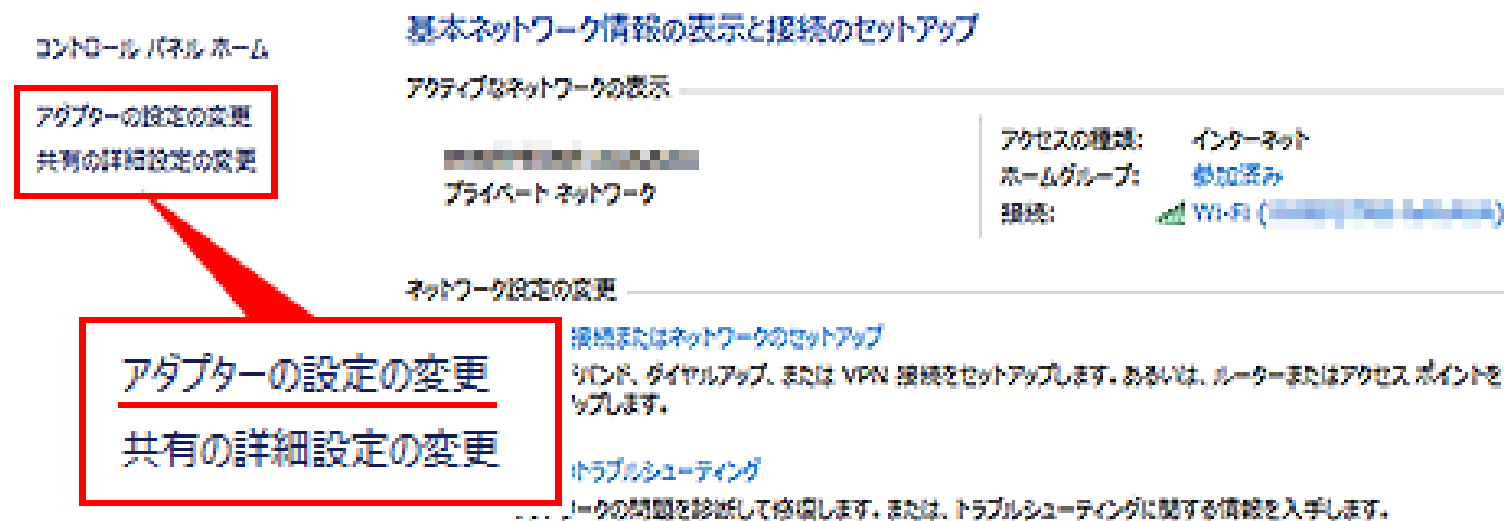 コントロール パネル ホーム
アダプターの設定の変更
共有の詳細設定の変更
基本ネットワーク情報の表示と接続のセットアップ
アクティブなネットワークの表示
プライベート ネットワーク
アクセスの種類: インターネット
ホームグループ: 参加済み
接続: Wi-Fi (
)
ネットワーク設定の変更
接続またはネットワークのセットアップ
ドバンド、ダイヤルアップ、または VPN 接続をセットアップします。あるいは、ルーターまたはアクセス ポイントを
ップします。
トラブルシューティング
ークの問題を診断して修復します。または、トラブルシューティングに関する情報を入手します。
アダプターの設定の変更
共有の詳細設定の変更